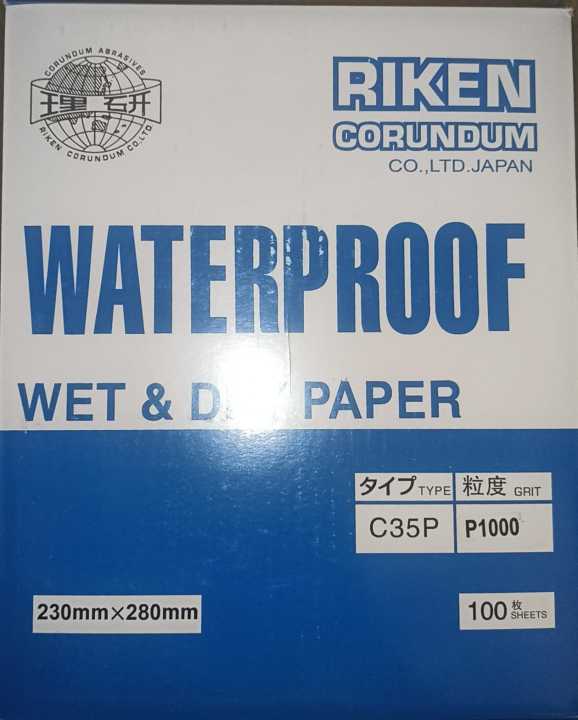 CORUNDUM ABRASIVES
理研
RIKEN CORUNDUM CO.LTD
RIKEN
CORUNDUM
CO.,LTD.JAPAN
WATERPROOF
WET & PAPER
タイプ TYPE 粒度 GRIT
C35P P1000
230mm×280mm
100 枚 SHEETS